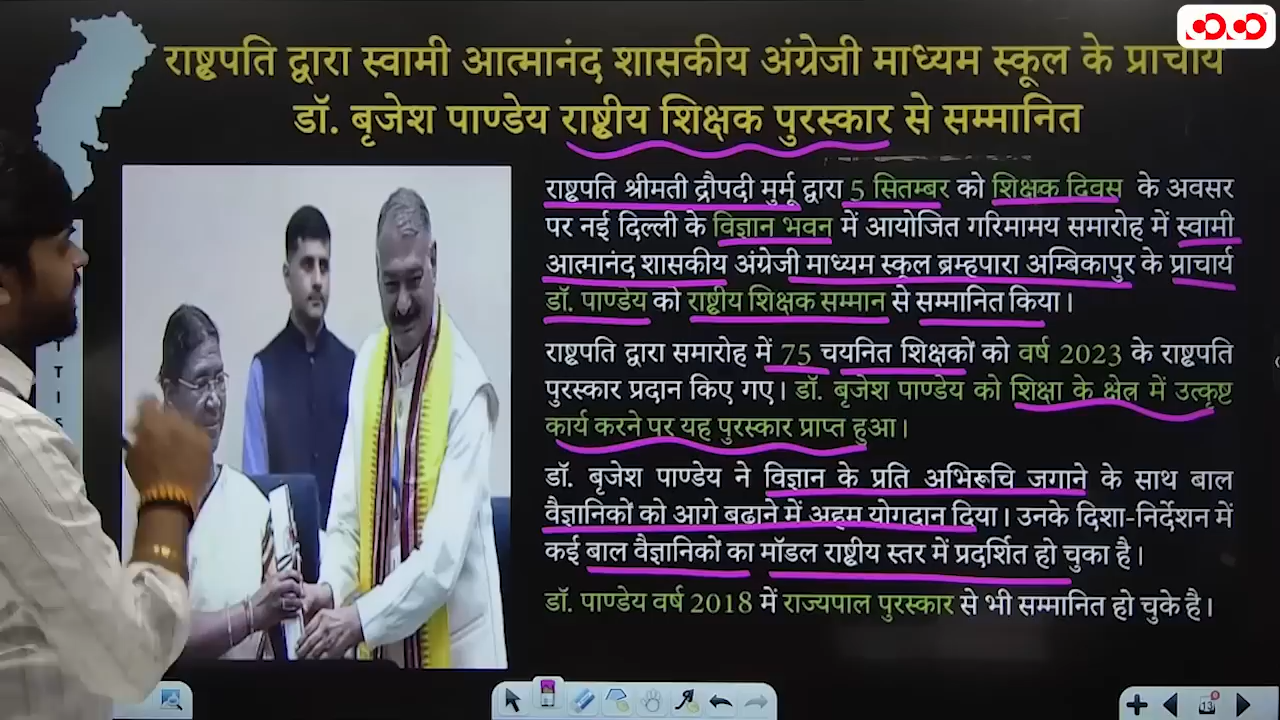 राष्ट्रपति द्वारा स्वामी आत्मानंद शासकीय अंग्रेजी माध्यम स्कूल के प्राचार्य
डॉ. बृजेश पाण्डेय राष्ट्रीय शिक्षक पुरस्कार से सम्मानित
राष्ट्रपति श्रीमती द्रौपदी मुर्मू द्वारा 5 सितम्बर को शिक्षक दिवस के अवसर
पर नई दिल्ली के विज्ञान भवन में आयोजित गरिमामय समारोह में स्वामी
आत्मानंद शासकीय अंग्रेजी माध्यम स्कूल ब्रम्हपारा अम्बिकापुर के प्राचार्य
डॉ. पाण्डेय को राष्ट्रीय शिक्षक सम्मान से सम्मानित किया।
राष्ट्रपति द्वारा समारोह में 75 चयनित शिक्षकों को वर्ष 2023 के राष्ट्रपति
पुरस्कार प्रदान किए गए। डॉ. बृजेश पाण्डेय को शिक्षा के क्षेत्र में उत्कृष्ट
कार्य करने पर यह पुरस्कार प्राप्त हुआ।
डॉ. बृजेश पाण्डेय ने विज्ञान के प्रति अभिरूचि जगाने के साथ बाल
वैज्ञानिकों को आगे बढाने में अहम योगदान दिया। उनके दिशा-निर्देशन में
कई बाल वैज्ञानिकों का मॉडल राष्ट्रीय स्तर में प्रदर्शित हो चुका है।
डॉ. पाण्डेय वर्ष 2018 में राज्यपाल पुरस्कार से भी सम्मानित हो चुके है।
T
I
S
13